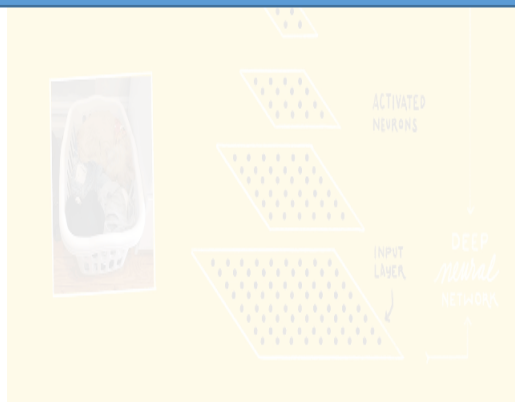 ACTIVATED
NEURONS
INPUT
LAYER
DEEP
neural
NETWORK